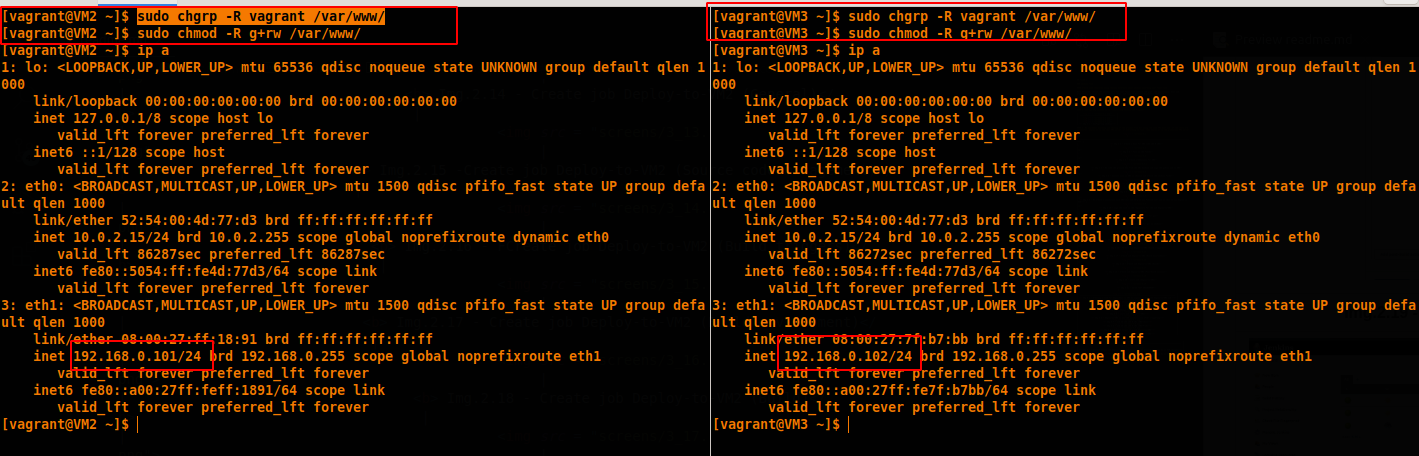 [vagrant@VM2 ~]$ sudo chgrp -R vagrant /var/www/
[vagrant@VM2 ~]$ sudo chmod -R g+rw /var/www/
[vagrant@VM2 ~]$ ip a
1: lo: <LOOPBACK,UP,LOWER_UP> mtu 65536 qdisc noqueue state UNKNOWN group default qlen 1
000
link/loopback 00:00:00:00:00:00 brd 00:00:00:00:00:00
inet 127.0.0.1/8 scope host lo
valid_lft forever preferred_lft forever
inet6 ::1/128 scope host
valid_lft forever preferred_lft forever
2: eth0: <BROADCAST,MULTICAST,UP,LOWER_UP> mtu 1500 qdisc pfifo_fast state UP group defa
ult qlen 1000
link/ether 52:54:00:4d:77:d3 brd ff:ff:ff:ff:ff:ff
inet 10.0.2.15/24 brd 10.0.2.255 scope global noprefixroute dynamic eth0
valid_lft 86287sec preferred_lft 86287sec
inet6 fe80::5054:ff:fe4d:77d3/64 scope link
valid_lft forever preferred_lft forever
3: eth1: <BROADCAST,MULTICAST,UP,LOWER_UP> mtu 1500 qdisc pfifo_fast state UP group defa
ult qlen 1000
link/ether 08:00:27:ff:18:91 brd ff:ff:ff:ff:ff:ff
inet 192.168.0.101/24 brd 192.168.0.255 scope global noprefixroute eth1
valid_lft forever preferred_lft forever
inet6 fe80::a00:27ff:feff:1891/64 scope link
valid_lft forever preferred_lft forever
[vagrant@VM2 ~]$
[vagrant@VM3 ~]$ sudo chgrp -R vagrant /var/www/
[vagrant@VM3 ~]$ sudo chmod -R g+rw /var/www/
[vagrant@VM3 ~]$ ip a
1: lo: <LOOPBACK,UP,LOWER_UP> mtu 65536 qdisc noqueue state UNKNOWN group default qlen 1
000
link/loopback 00:00:00:00:00:00 brd 00:00:00:00:00:00
inet 127.0.0.1/8 scope host lo
valid_lft forever preferred_lft forever
inet6 ::1/128 scope host
valid_lft forever preferred_lft forever
2: eth0: <BROADCAST,MULTICAST,UP,LOWER_UP> mtu 1500 qdisc pfifo_fast state UP group defa
ult qlen 1000
link/ether 52:54:00:4d:77:d3 brd ff:ff:ff:ff:ff:ff
inet 10.0.2.15/24 brd 10.0.2.255 scope global noprefixroute dynamic eth0
valid_lft 86272sec preferred_lft 86272sec
inet6 fe80::5054:ff:fe4d:77d3/64 scope link
valid_lft forever preferred_lft forever
3: eth1: <BROADCAST,MULTICAST,UP,LOWER_UP> mtu 1500 qdisc pfifo_fast state UP group defa
ult qlen 1000
link/ether 08:00:27:7f:b7:bb brd ff:ff:ff:ff:ff:ff
inet 192.168.0.102/24 brd 192.168.0.255 scope global noprefixroute eth1
valid_lft forever preferred_lft forever
inet6 fe80::a00:27ff:fe7f:b7bb/64 scope link
valid_lft forever preferred_lft forever
[vagrant@VM3 ~]$